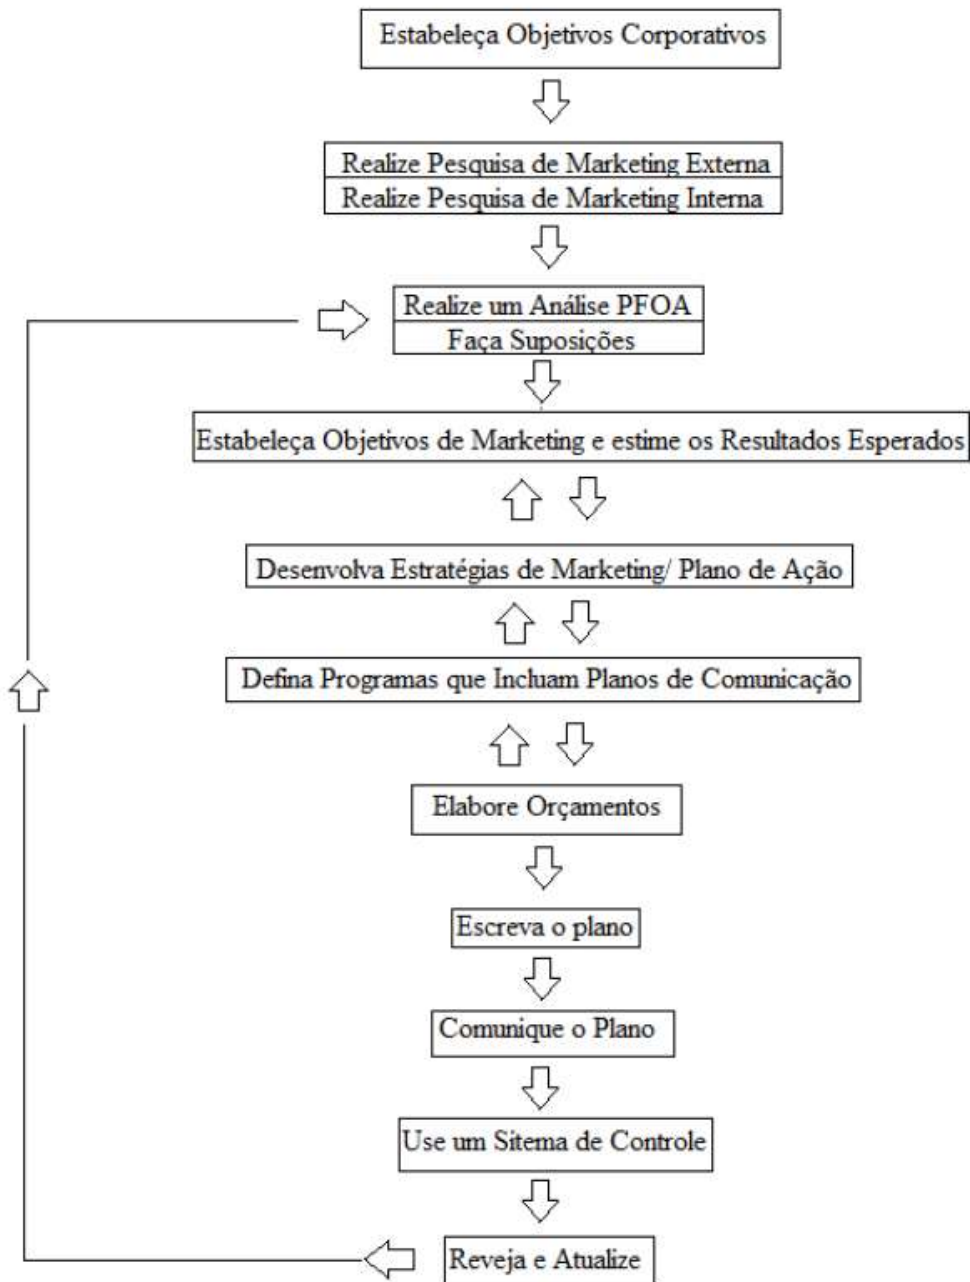 Estabeleça Objetivos Corporativos
Realize Pesquisa de Marketing Externa
Realize Pesquisa de Marketing Interna
Realize um Análise PFOA
Faça Suposições
Estabeleça Objetivos de Marketing e estime os Resultados Esperados
Desenvolva Estratégias de Marketing/ Plano de Ação
Defina Programas que Incluam Planos de Comunicação
Elabore Orçamentos
Escreva o plano
Comunique o Plano
Use um Sitema de Controle
Reveja e Atualize